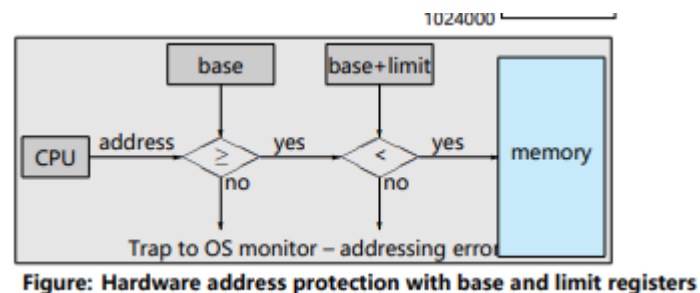 1024000
base
base+limit
CPU
address
≥
yes
<
yes
memory
no
no
Trap to OS monitor – addressing error
Figure: Hardware address protection with base and limit registers